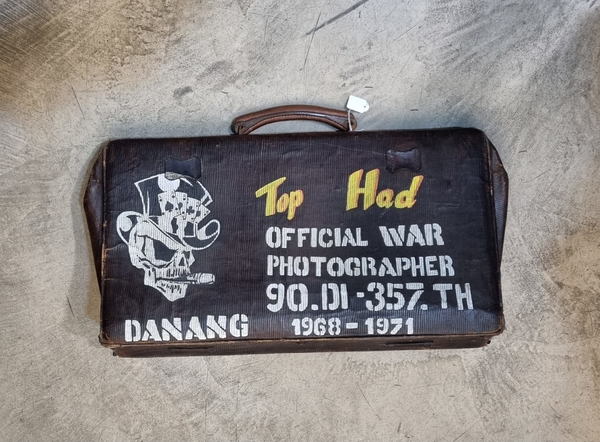 Top Had
OFFICIAL WAR
PHOTOGRAPHER
90.DI-357.TH
DANANG 1968-1971